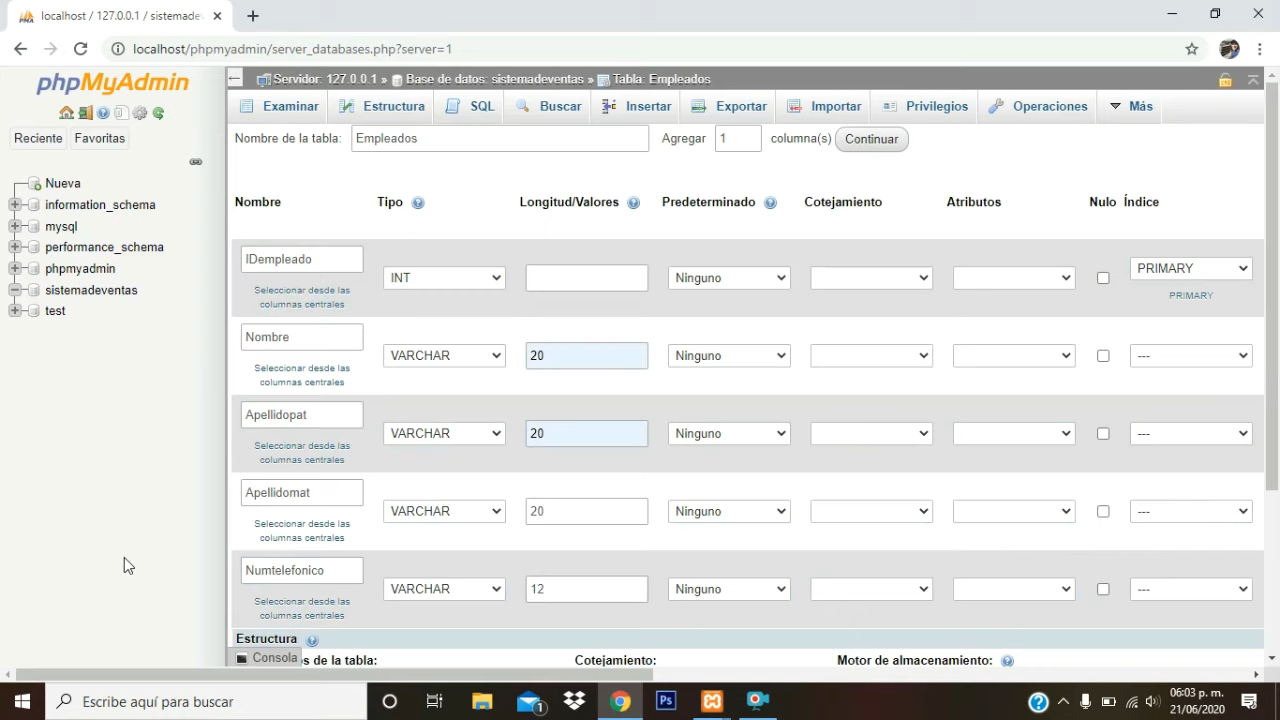 localhost / 127.0.0.1 / sistemade
localhost/phpmyadmin/server_databases.php?server=1
phpMyAdmin
Reciente Favoritas
Nueva
information_schema
mysql
performance_schema
phpmyadmin
sistemadeventas
test
Servidor: 127.0.0.1 » Base de datos: sistemadeventas » Tabla: Empleados
Examinar Estructura SQL Buscar Insertar Exportar Importar Privilegios Operaciones Más
Nombre de la tabla: Empleados Agregar 1 columna(s) Continuar
Nombre Tipo Longitud/Valores Predeterminado Cotejamiento Atributos Nulo Índice
IDempleado INT Ninguno PRIMARY
Seleccionar desde las
columnas centrales
PRIMARY
Nombre VARCHAR 20 Ninguno ---
Seleccionar desde las
columnas centrales
Apellidopat VARCHAR 20 Ninguno ---
Seleccionar desde las
columnas centrales
Apellidomat VARCHAR 20 Ninguno ---
Seleccionar desde las
columnas centrales
Numtelefonico VARCHAR 12 Ninguno ---
Seleccionar desde las
columnas centrales
Estructura
Consola
os de la tabla: Cotejamiento: Motor de almacenamiento:
Escribe aquí para buscar
Ps
1
06:03 p. m.
21/06/2020